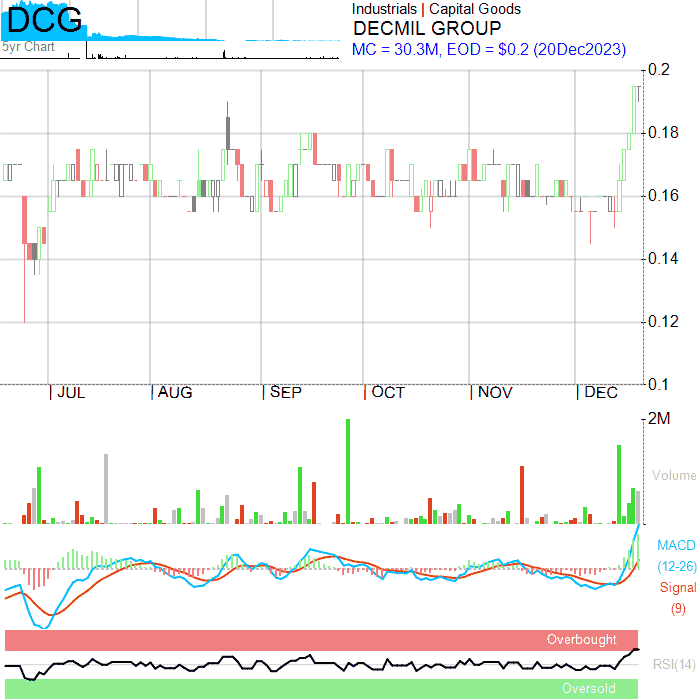 DCG
5yr Chart
Industrials | Capital Goods
DECMIL GROUP
MC = 30.3M, EOD = $0.2 (20Dec2023)
0.2
0.18
0.16
0.14
0.12
0.1
| JUL | AUG | SEP | OCT | NOV | DEC
2M
Volume
MACD
(12-26)
Signal
(9)
Overbought
RSI(14)
Oversold